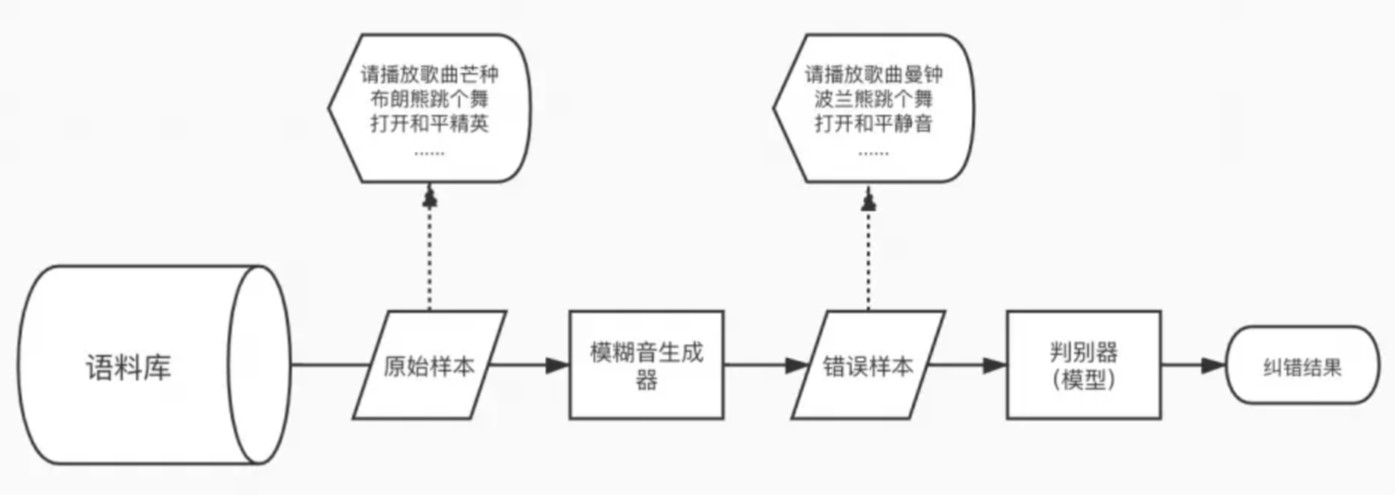 请播放歌曲芒种
布朗熊跳个舞
打开和平精英
......
请播放歌曲曼钟
波兰熊跳个舞
打开和平静音
......
语料库
原始样本
模糊音生成
器
错误样本
判别器
（模型）
纠错结果